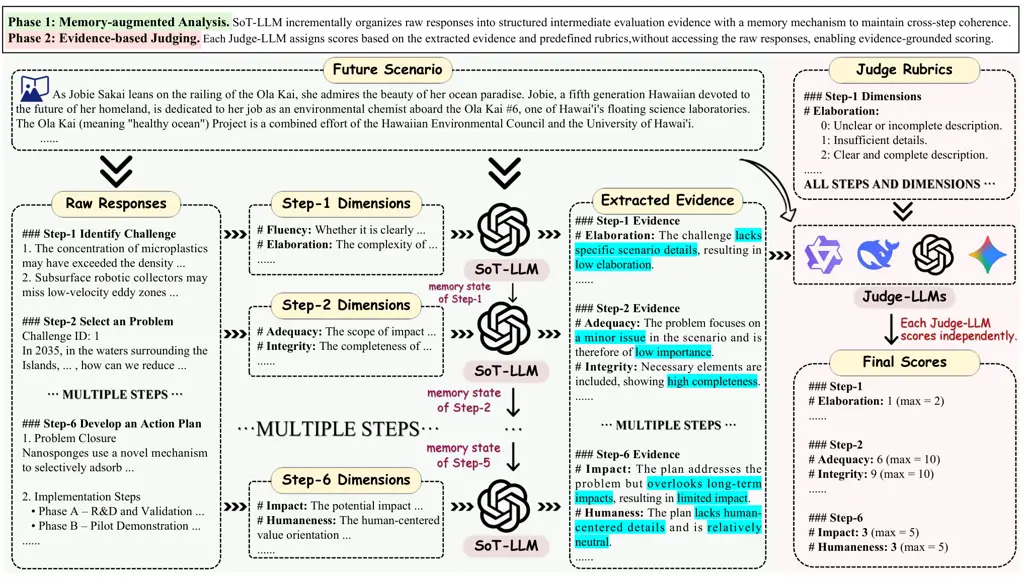 Phase 1: Memory-augmented Analysis. SoT-LLM incrementally organizes raw responses into structured intermediate evaluation evidence with a memory mechanism to maintain cross-step coherence.
Phase 2: Evidence-based Judging. Each Judge-LLM assigns scores based on the extracted evidence and predefined rubrics,without accessing the raw responses, enabling evidence-grounded scoring.
Future Scenario
As Jobie Sakai leans on the railing of the Ola Kai, she admires the beauty of her ocean paradise. Jobie, a fifth generation Hawaiian devoted to
the future of her homeland, is dedicated to her job as an environmental chemist aboard the Ola Kai #6, one of Hawai'i's floating science laboratories.
The Ola Kai (meaning "healthy ocean") Project is a combined effort of the Hawaiian Environmental Council and the University of Hawai'i.
......
Raw Responses
### Step-1 Identify Challenge
1. The concentration of microplastics
may have exceeded the density ...
2. Subsurface robotic collectors may
miss low-velocity eddy zones ...
### Step-2 Select an Problem
Challenge ID: 1
In 2035, in the waters surrounding the
Islands, ... , how can we reduce ...
··· MULTIPLE STEPS ···
### Step-6 Develop an Action Plan
1. Problem Closure
Nanosponges use a novel mechanism
to selectively adsorb ...
2. Implementation Steps
• Phase A – R&D and Validation ...
• Phase B – Pilot Demonstration ...
......
Step-1 Dimensions
# Fluency: Whether it is clearly ...
# Elaboration: The complexity of ...
......
Step-2 Dimensions
# Adequacy: The scope of impact ...
# Integrity: The completeness of ...
......
···MULTIPLE STEPS···
Step-6 Dimensions
# Impact: The potential impact ...
# Humaneness: The human-centered
value orientation ...
......
SoT-LLM
memory state
of Step-1
SoT-LLM
memory state
of Step-2
...
memory state
of Step-5
SoT-LLM
Extracted Evidence
### Step-1 Evidence
# Elaboration: The challenge lacks
specific scenario details, resulting in
low elaboration.
......
### Step-2 Evidence
# Adequacy: The problem focuses on
a minor issue in the scenario and is
therefore of low importance.
# Integrity: Necessary elements are
included, showing high completeness.
......
··· MULTIPLE STEPS ···
### Step-6 Evidence
# Impact: The plan addresses the
problem but overlooks long-term
impacts, resulting in limited impact.
# Humaneness: The plan lacks human-
centered details and is relatively
neutral.
......
Judge Rubrics
### Step-1 Dimensions
# Elaboration:
0: Unclear or incomplete description.
1: Insufficient details.
2: Clear and complete description.
......
ALL STEPS AND DIMENSIONS ···
Judge-LLMs
Each Judge-LLM
scores independently.
Final Scores
### Step-1
# Elaboration: 1 (max = 2)
......
### Step-2
# Adequacy: 6 (max = 10)
# Integrity: 9 (max = 10)
......
### Step-6
# Impact: 3 (max = 5)
# Humaneness: 3 (max = 5)
......